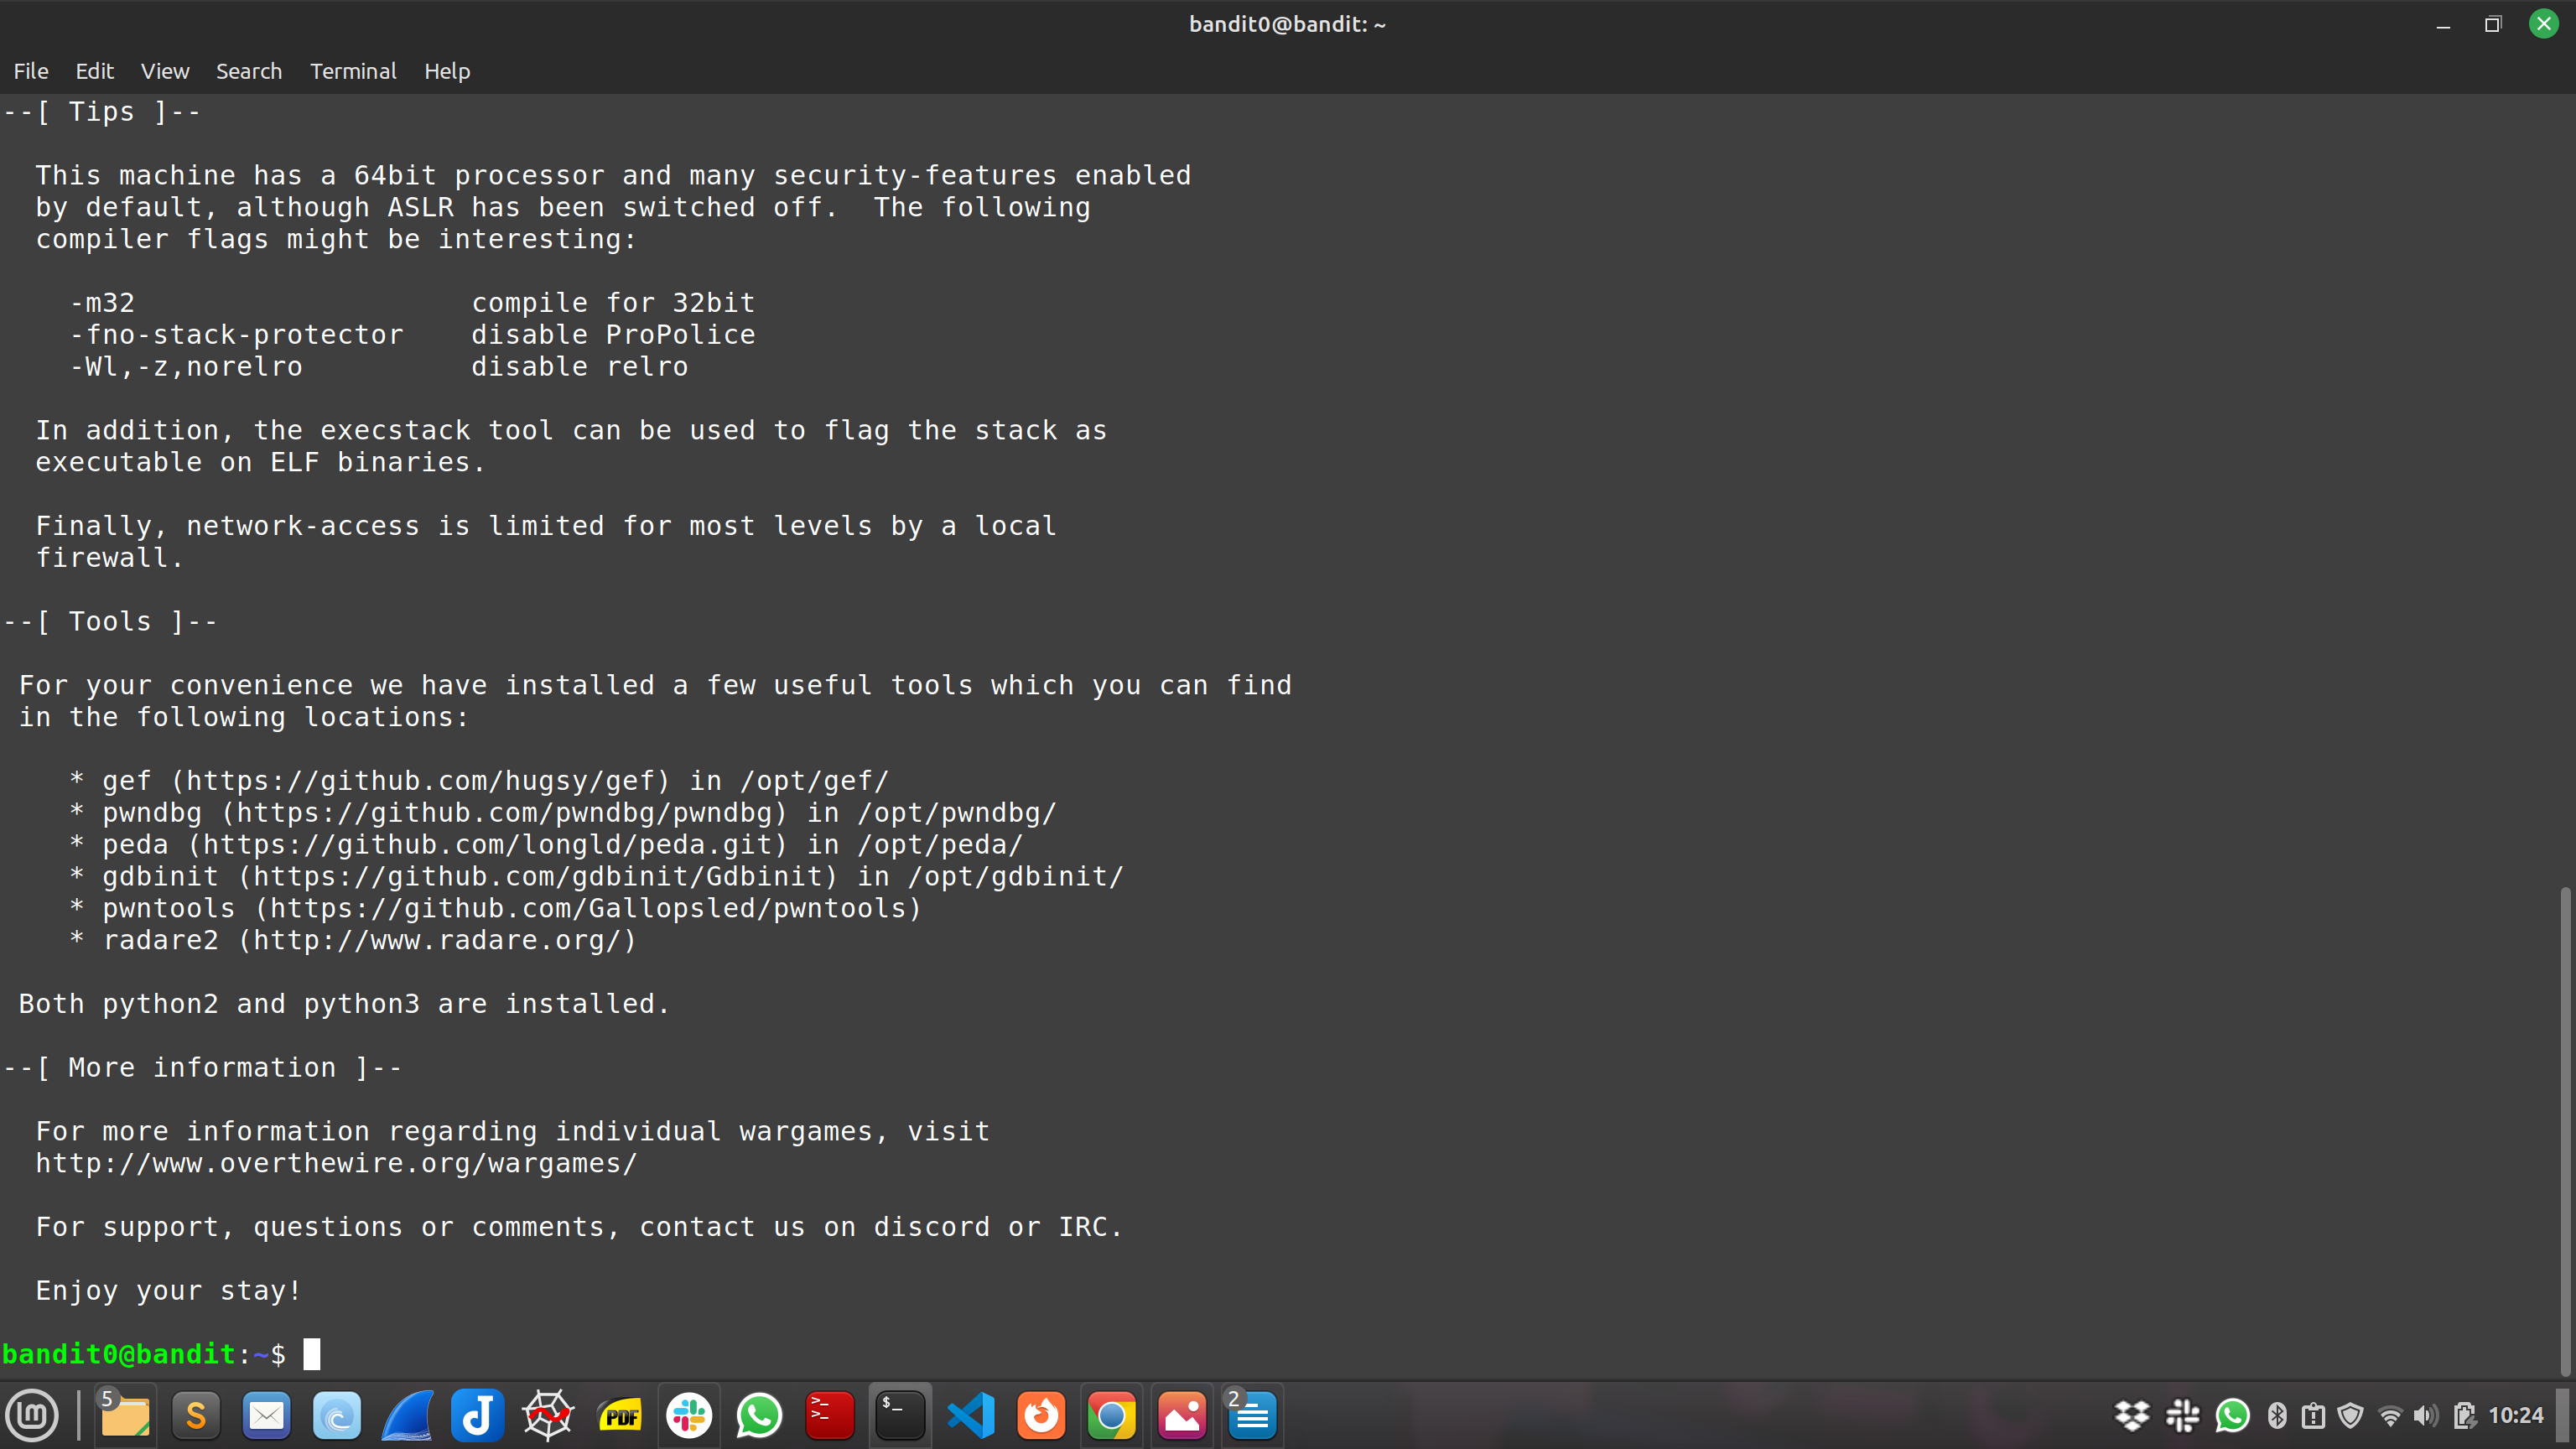 bandit0@bandit: ~
File Edit View Search Terminal Help
--[ Tips ]--
This machine has a 64bit processor and many security-features enabled
by default, although ASLR has been switched off.  The following
compiler flags might be interesting:
-m32                    compile for 32bit
-fno-stack-protector    disable ProPolice
-Wl,-z,norelro          disable relro
In addition, the execstack tool can be used to flag the stack as
executable on ELF binaries.
Finally, network-access is limited for most levels by a local
firewall.
--[ Tools ]--
For your convenience we have installed a few useful tools which you can find
in the following locations:
* gef (https://github.com/hugsy/gef) in /opt/gef/
* pwndbg (https://github.com/pwndbg/pwndbg) in /opt/pwndbg/
* peda (https://github.com/longld/peda.git) in /opt/peda/
* gdbinit (https://github.com/gdbinit/Gdbinit) in /opt/gdbinit/
* pwntools (https://github.com/Gallopsled/pwntools)
* radare2 (http://www.radare.org/)
Both python2 and python3 are installed.
--[ More information ]--
For more information regarding individual wargames, visit
http://www.overthewire.org/wargames/
For support, questions or comments, contact us on discord or IRC.
Enjoy your stay!
bandit0@bandit:~$
5 S PDF >_ >_ $_ 2 10:24